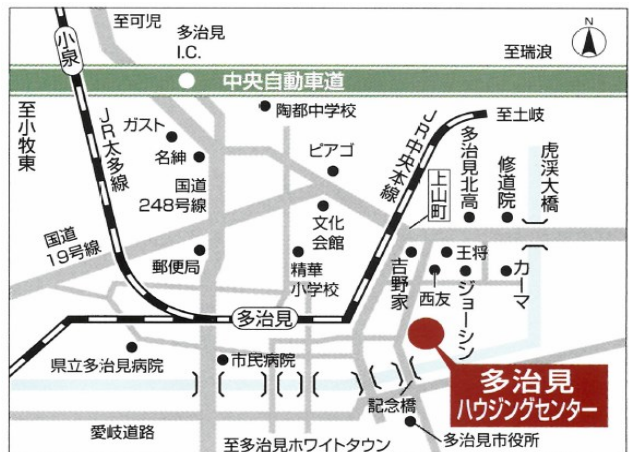 至可児
多治見
I.C.
N
至瑞浪
小泉
中央自動車道
至小牧東
JR太多線
陶都中学校
ガスト
名紳
ピアゴ
JR中央本線
至土岐
上山町
多治見北高
修道院
虎渓大橋
国道
248号線
文化
会館
国道
19号線
郵便局
精華
小学校
吉野家
王将
西友
ジョーシン
カーマ
多治見
県立多治見病院
市民病院
記念橋
多治見
ハウジングセンター
愛岐道路
至多治見ホワイトタウン
多治見市役所